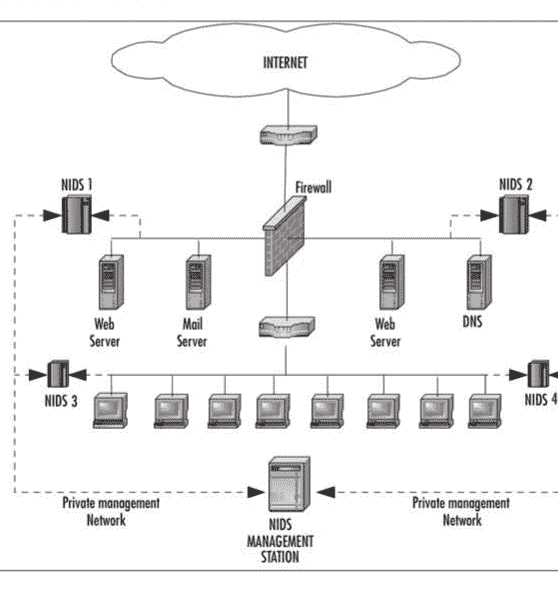 INTERNET
NIDS 1
Firewall
NIDS 2
Web
Server
Mail
Server
Web
Server
DNS
NIDS 3
NIDS 4
Private management
Network
NIDS
MANAGEMENT
STATION
Private management
Network